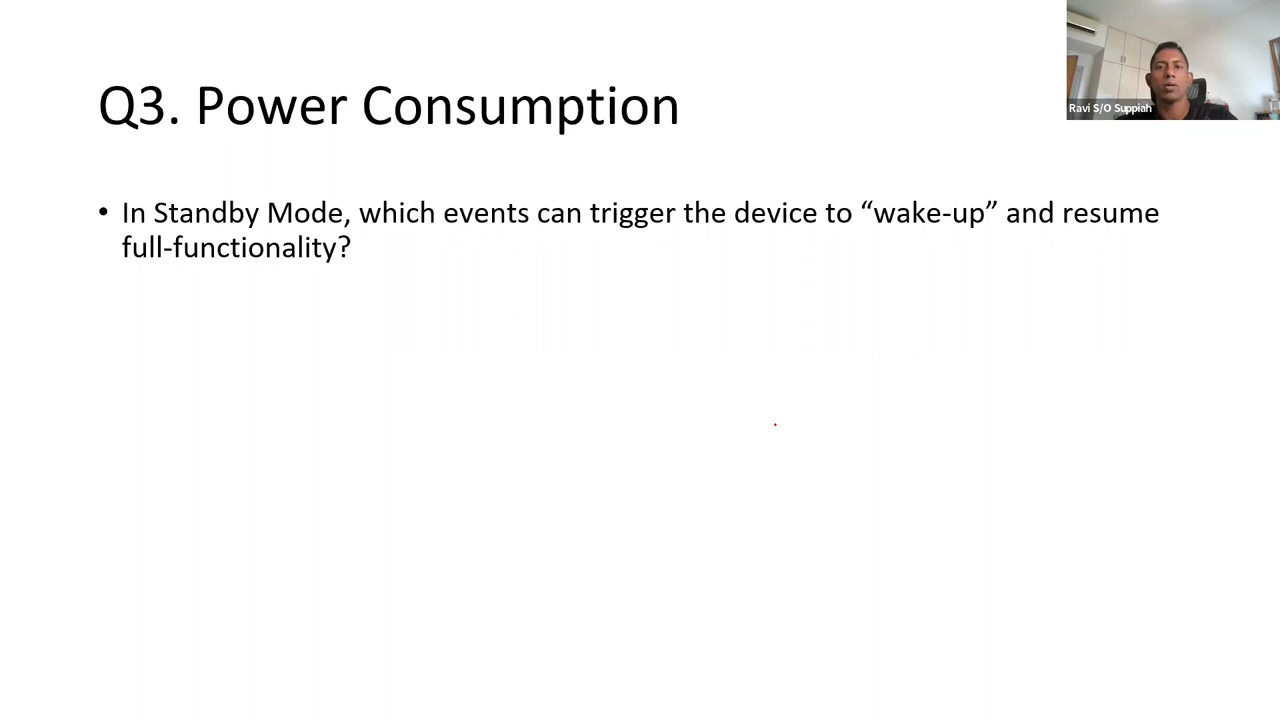 Q3. Power Consumption
Ravi S/O Suppiah
• In Standby Mode, which events can trigger the device to “wake-up” and resume
full-functionality?